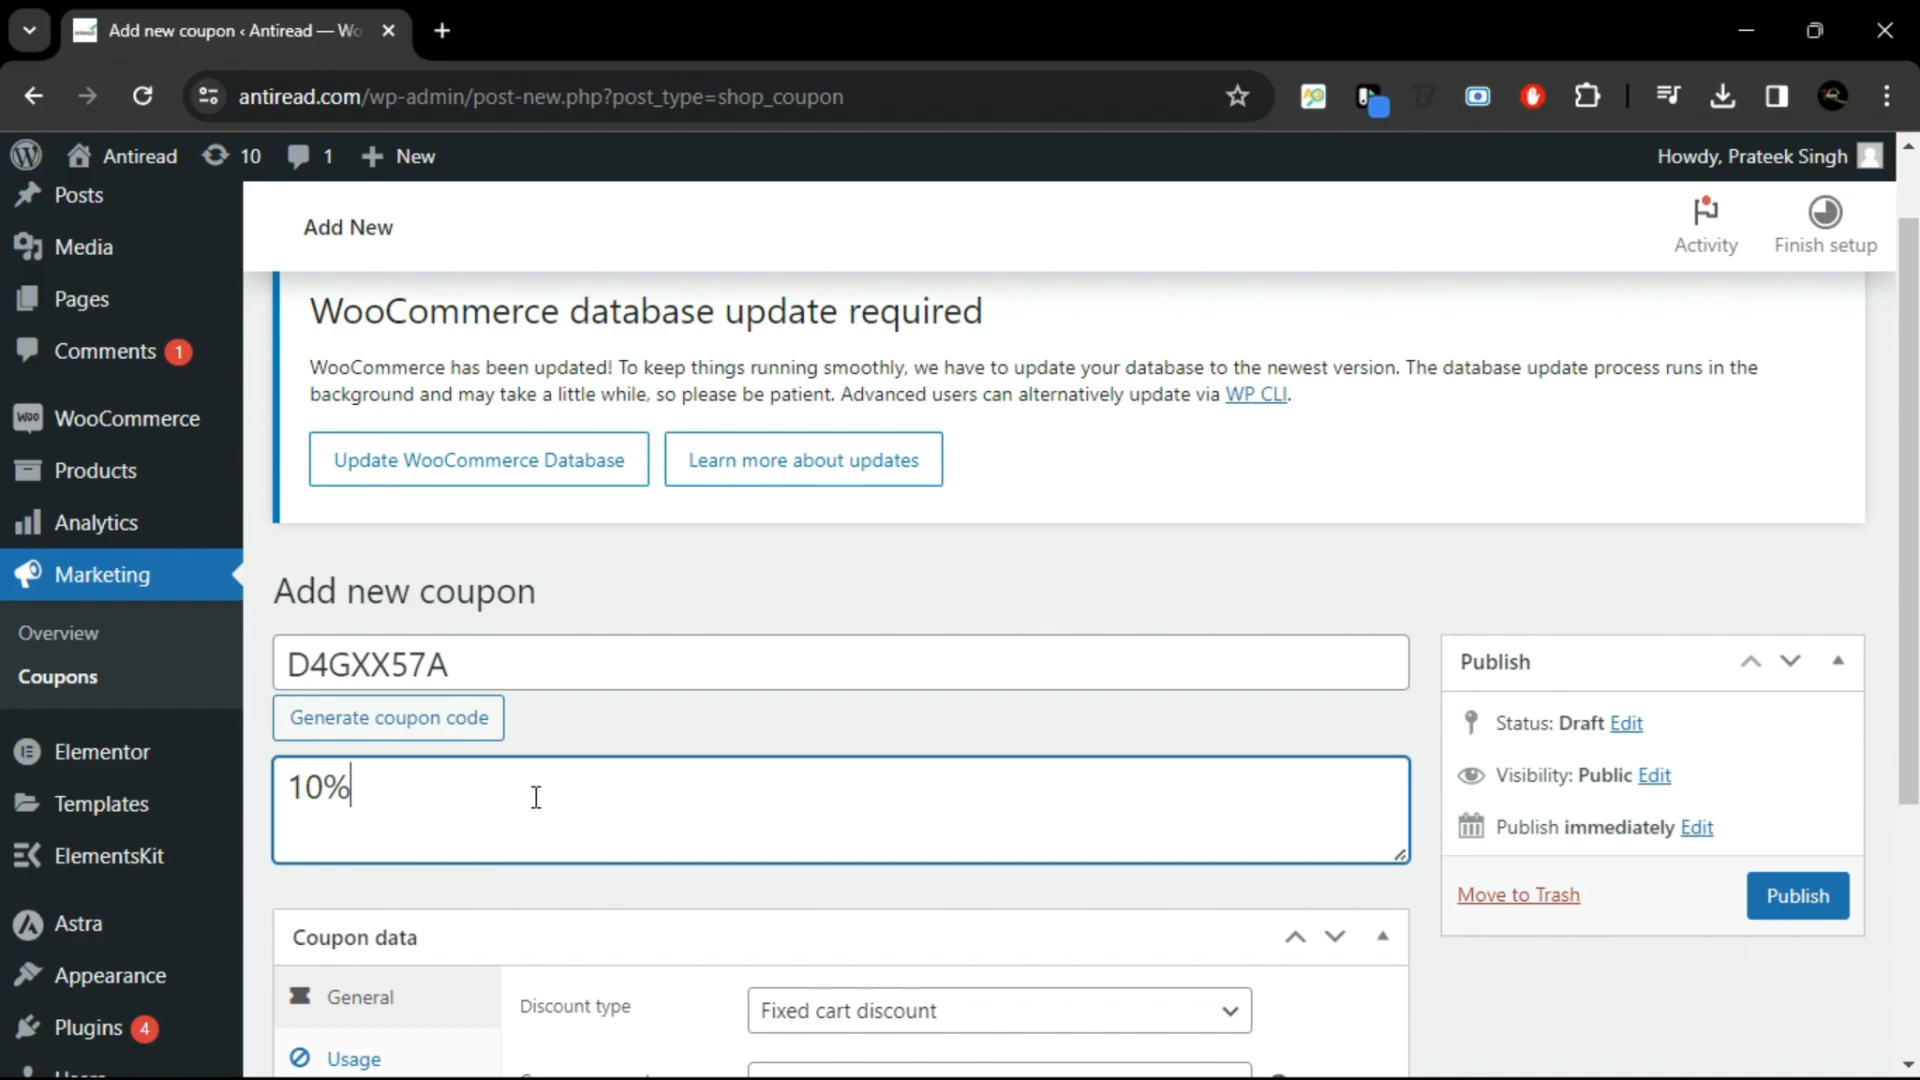 Add new coupon ‹ Antiread — Wo
antiread.com/wp-admin/post-new.php?post_type=shop_coupon
Antiread 10 1 New
Howdy, Prateek Singh
Posts
Media
Pages
Comments 1
WooCommerce
Products
Analytics
Marketing
Overview
Coupons
Elementor
Templates
ElementsKit
Astra
Appearance
Plugins 4
Add New
Activity
Finish setup
WooCommerce database update required
WooCommerce has been updated! To keep things running smoothly, we have to update your database to the newest version. The database update process runs in the
background and may take a little while, so please be patient. Advanced users can alternatively update via WP CLI.
Update WooCommerce Database
Learn more about updates
Add new coupon
D4GXX57A
Generate coupon code
10%
Coupon data
General
Usage
Discount type
Fixed cart discount
Publish
Status: Draft Edit
Visibility: Public Edit
Publish immediately Edit
Move to Trash
Publish